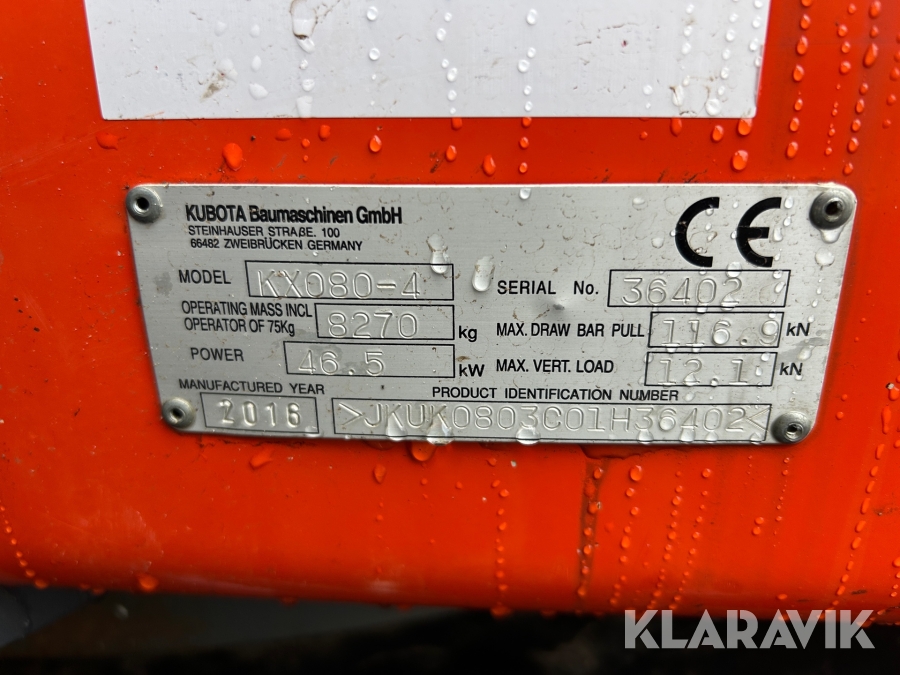 KUBOTA Baumaschinen GmbH
STEINHAUSER STRAßE. 100
66482 ZWEIBRÜCKEN GERMANY
CE
MODEL KX080-4 SERIAL No. 36402
OPERATING MASS INCL
OPERATOR OF 75Kg 8270 kg MAX. DRAW BAR PULL 116.9 kN
POWER 46.5 kW MAX. VERT. LOAD 12.1 kN
MANUFACTURED YEAR PRODUCT IDENTIFICATION NUMBER
2016 >JKUK0803C01H36402<
KLARAVIK